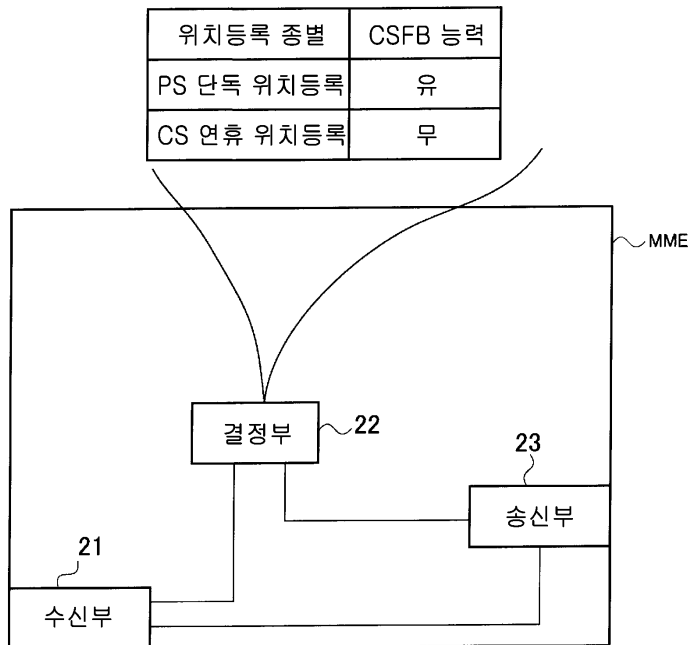 위치등록 종별 CSFB 능력
PS 단독 위치등록 유
CS 연휴 위치등록 무
MME
결정부 22
23
송신부
21
수신부